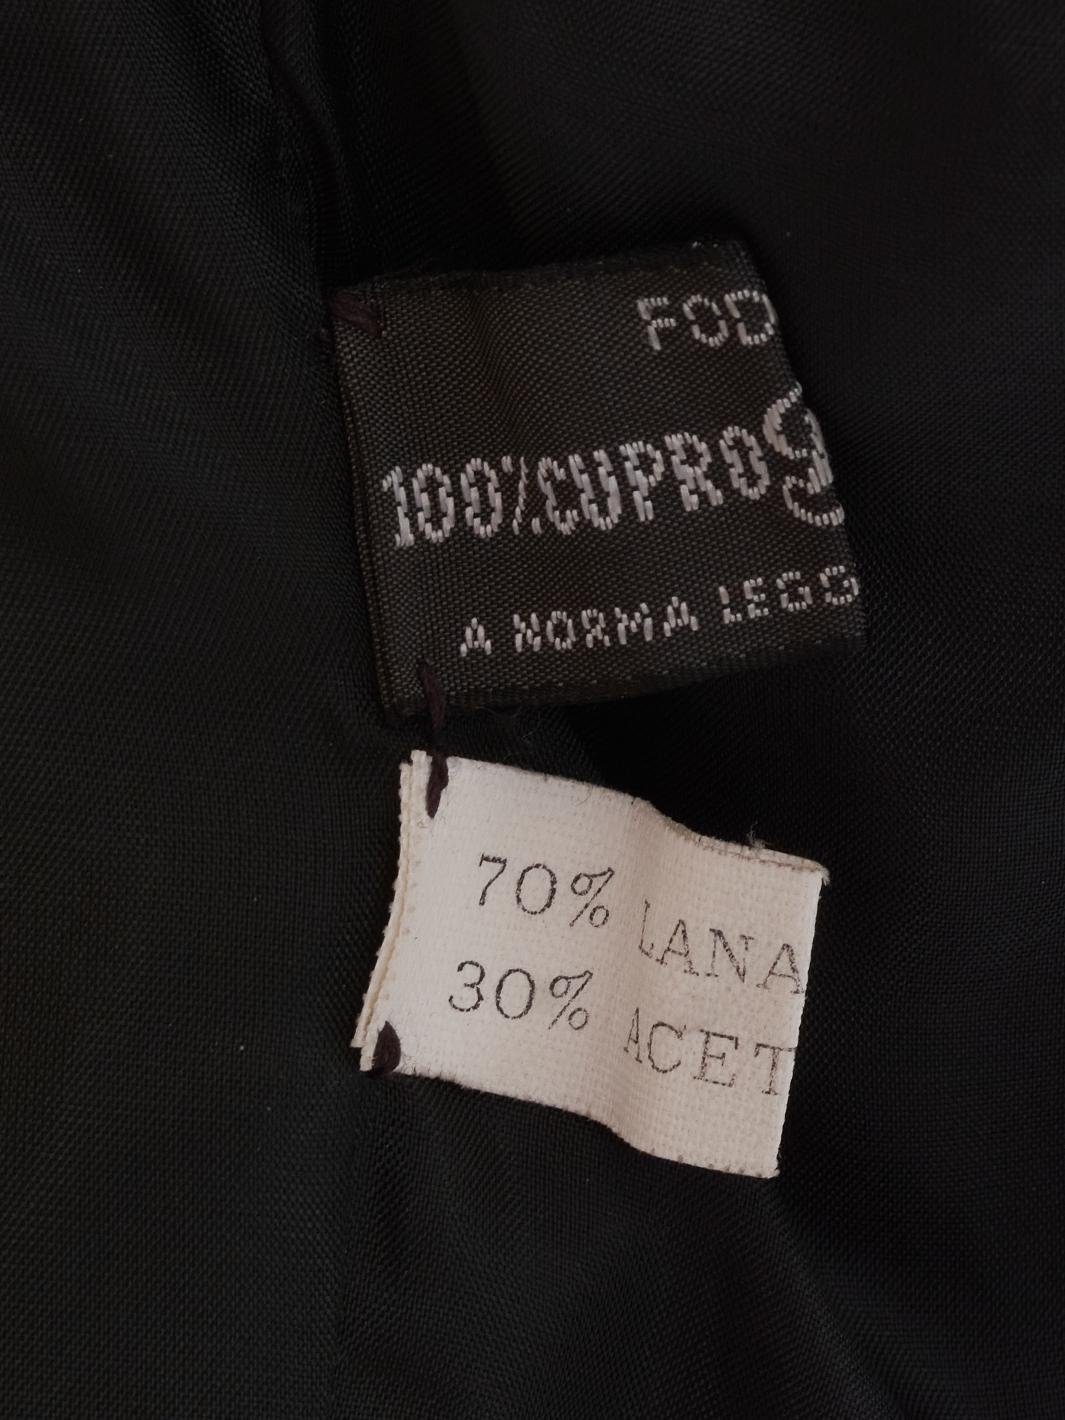 FOD
100% CUPRO
A NORMA LEGG
70% LANA
30% ACET